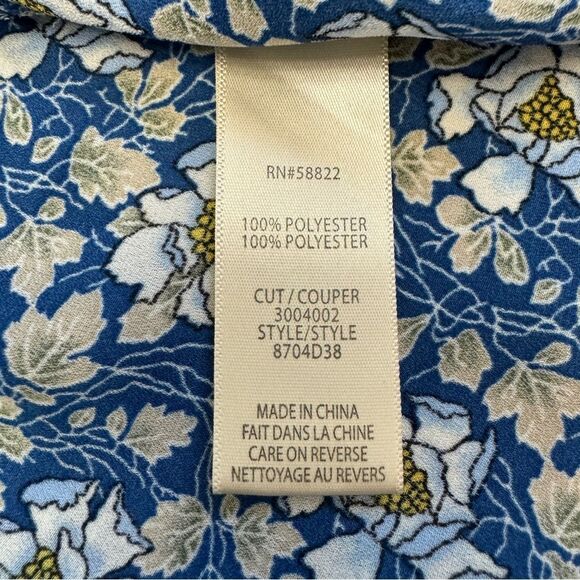 RN#58822
100% POLYESTER
100% POLYESTER
CUT / COUPER
3004002
STYLE/STYLE
8704D38
MADE IN CHINA
FAIT DANS LA CHINE
CARE ON REVERSE
NETTOYAGE AU REVERS